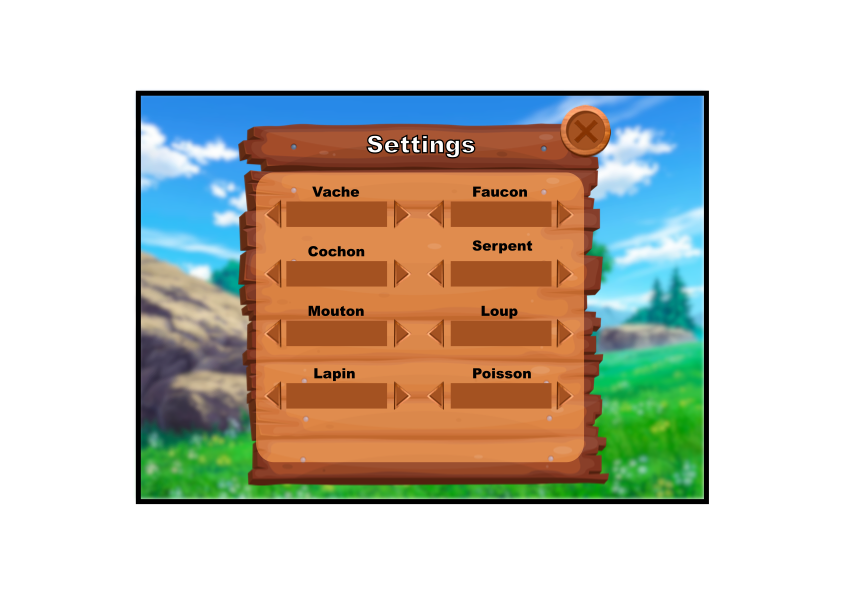 Settings
Vache
Faucon
Cochon
Serpent
Mouton
Loup
Lapin
Poisson